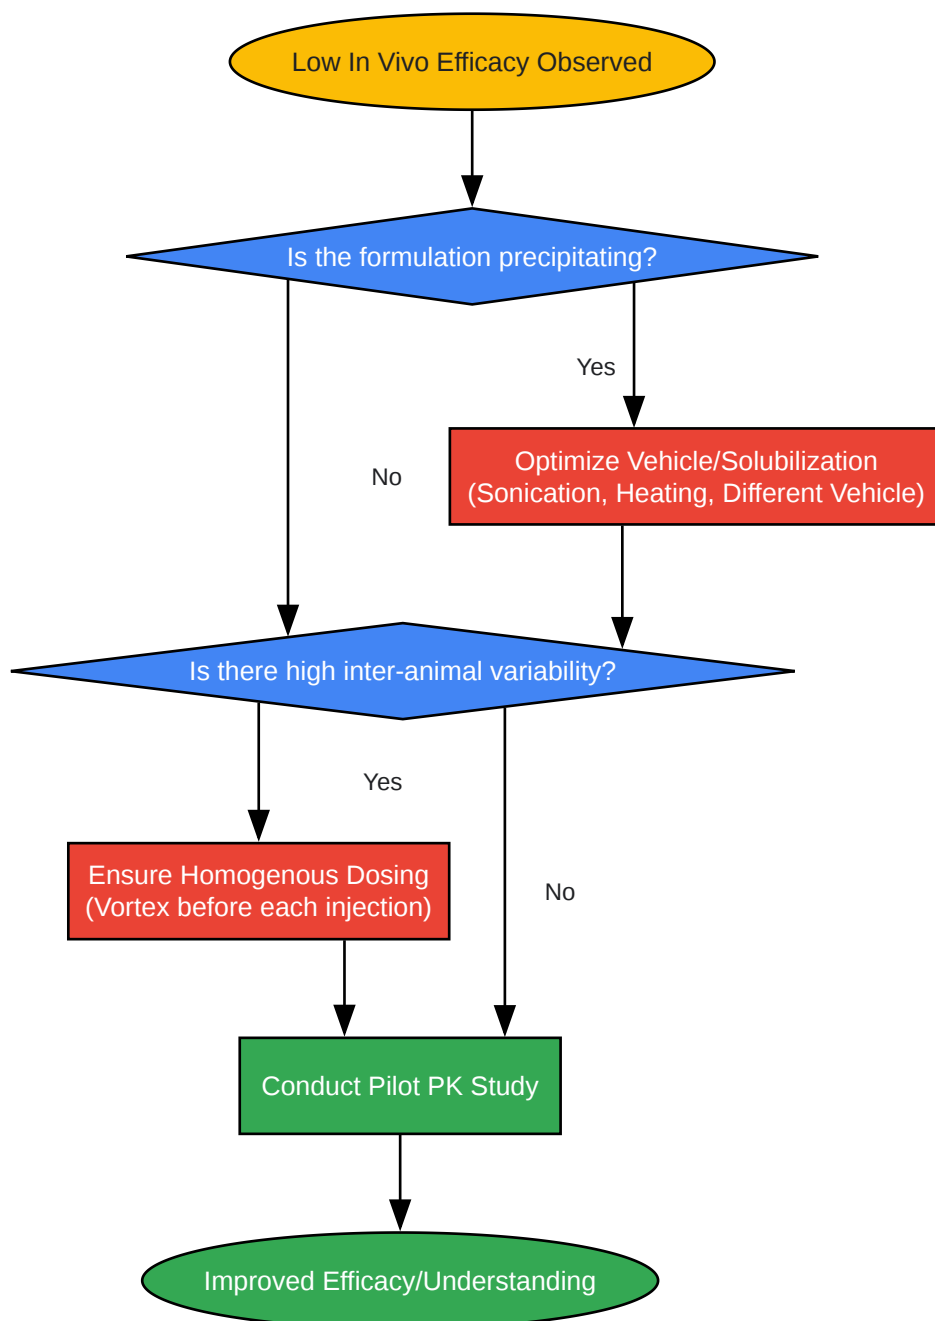 Low In Vivo Efficacy Observed
Is the formulation precipitating?
Yes
Optimize Vehicle/Solubilization
(Sonication, Heating, Different Vehicle)
No
Is there high inter-animal variability?
Yes
Ensure Homogenous Dosing
(Vortex before each injection)
No
Conduct Pilot PK Study
Improved Efficacy/Understanding